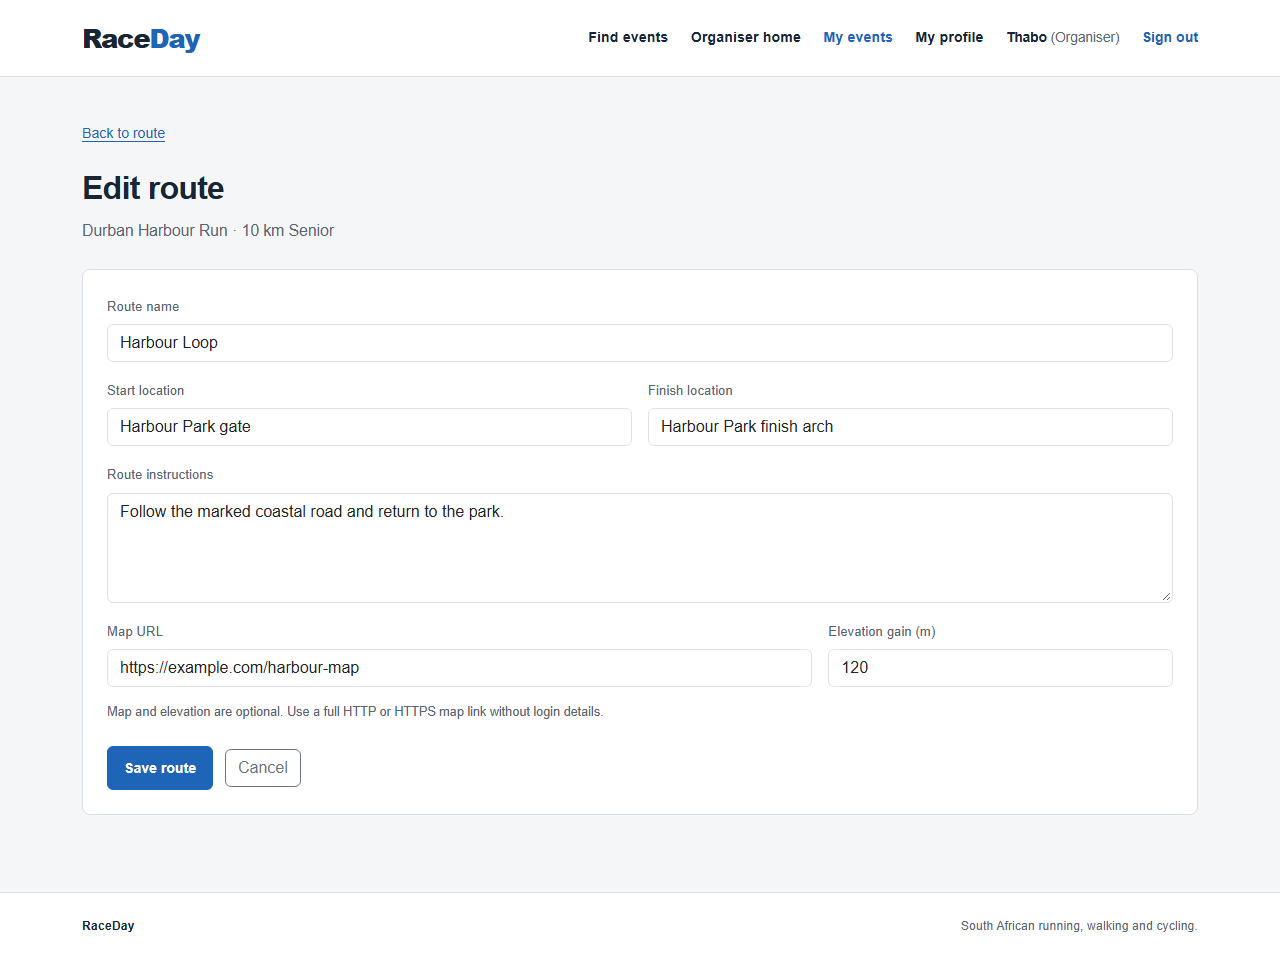 RaceDay Find events Organiser home My events My profile Thabo (Organiser) Sign out
Back to route
Edit route
Durban Harbour Run · 10 km Senior
Route name
Harbour Loop
Start location Finish location
Harbour Park gate Harbour Park finish arch
Route instructions
Follow the marked coastal road and return to the park.
Map URL Elevation gain (m)
https://example.com/harbour-map 120
Map and elevation are optional. Use a full HTTP or HTTPS map link without login details.
Save route Cancel
RaceDay South African running, walking and cycling.